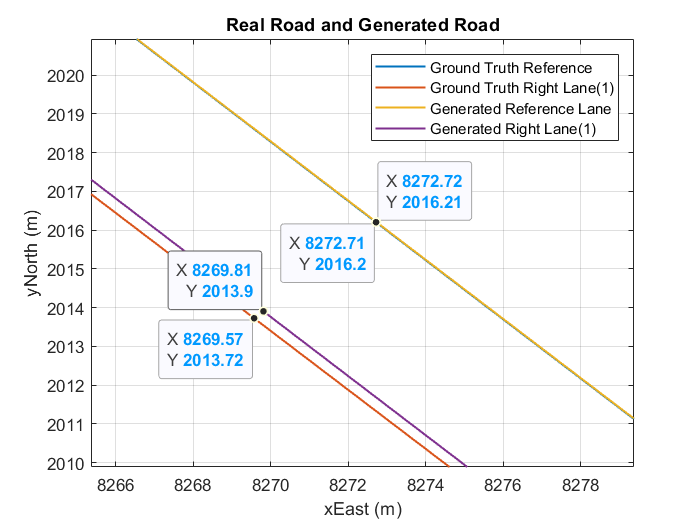 Real Road and Generated Road
Ground Truth Reference
Ground Truth Right Lane(1)
Generated Reference Lane
Generated Right Lane(1)
yNorth (m)
2020
2019
2018
2017
2016
2015
2014
2013
2012
2011
2010
X 8272.72
Y 2016.21
X 8272.71
Y 2016.2
X 8269.81
Y 2013.9
X 8269.57
Y 2013.72
8266 8268 8270 8272 8274 8276 8278
xEast (m)